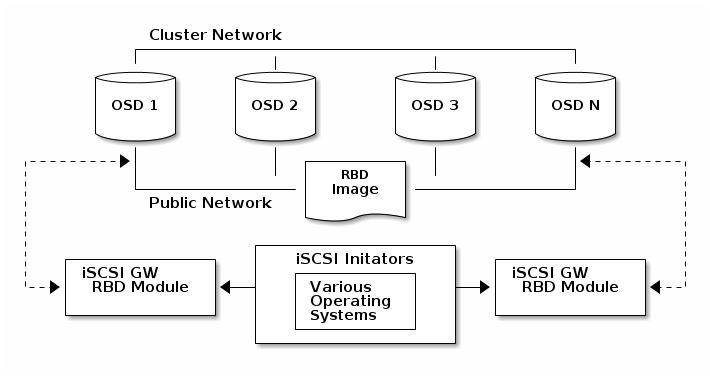 Cluster Network
OSD 1
OSD 2
OSD 3
OSD N
RBD
Image
Public Network
iSCSI GW
RBD Module
iSCSI Initators
Various
Operating
Systems
iSCSI GW
RBD Module